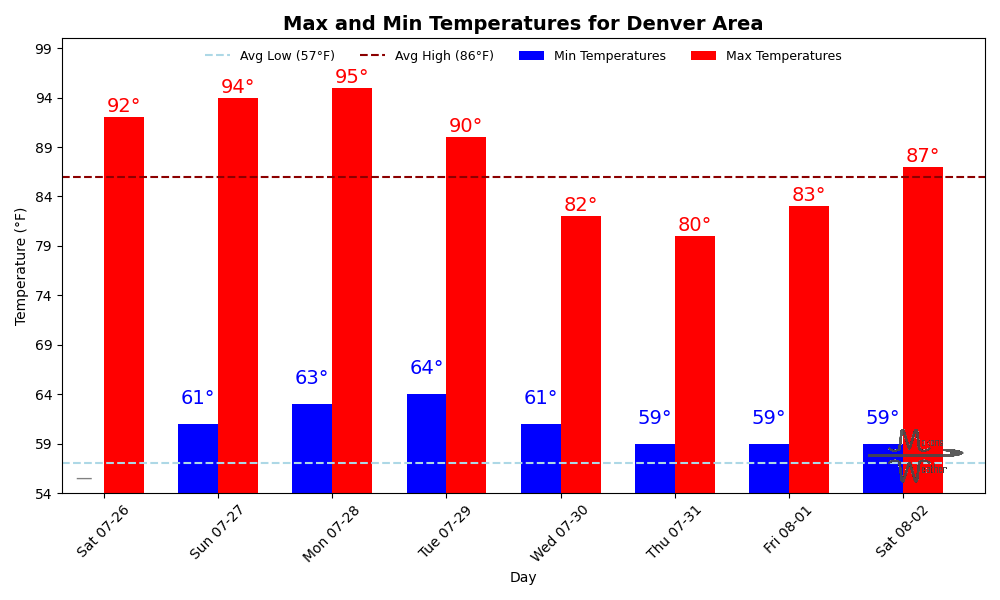 Max and Min Temperatures for Denver Area
Avg Low (57°F) Avg High (86°F) Min Temperatures Max Temperatures
99
94
89
84
79
74
69
64
59
54
Temperature (°F)
92° 94° 95° 90° 82° 80° 83° 87°
— 61° 63° 64° 61° 59° 59° 59°
Sat 07-26 Sun 07-27 Mon 07-28 Tue 07-29 Wed 07-30 Thu 07-31 Fri 08-01 Sat 08-02
Day